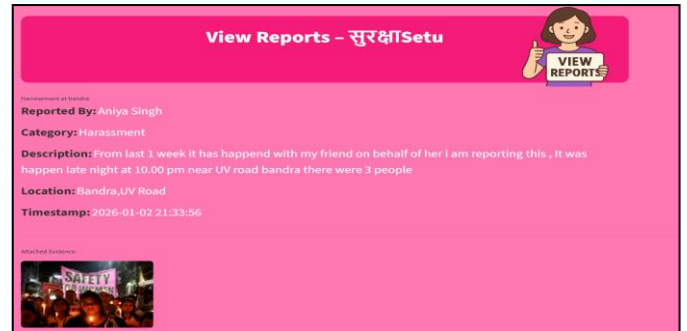 View Reports – सुरक्षाSetu
VIEW
REPORTS
Harrasement at bandra
Reported By: Aniya Singh
Category: Harassment
Description: From last 1 week it has happend with my friend on behalf of her i am reporting this , It was
happen late night at 10.00 pm near UV road bandra there were 3 people
Location: Bandra,UV Road
Timestamp: 2026-01-02 21:33:56
Attached Evidence:
SAFETY
FOR WOMEN